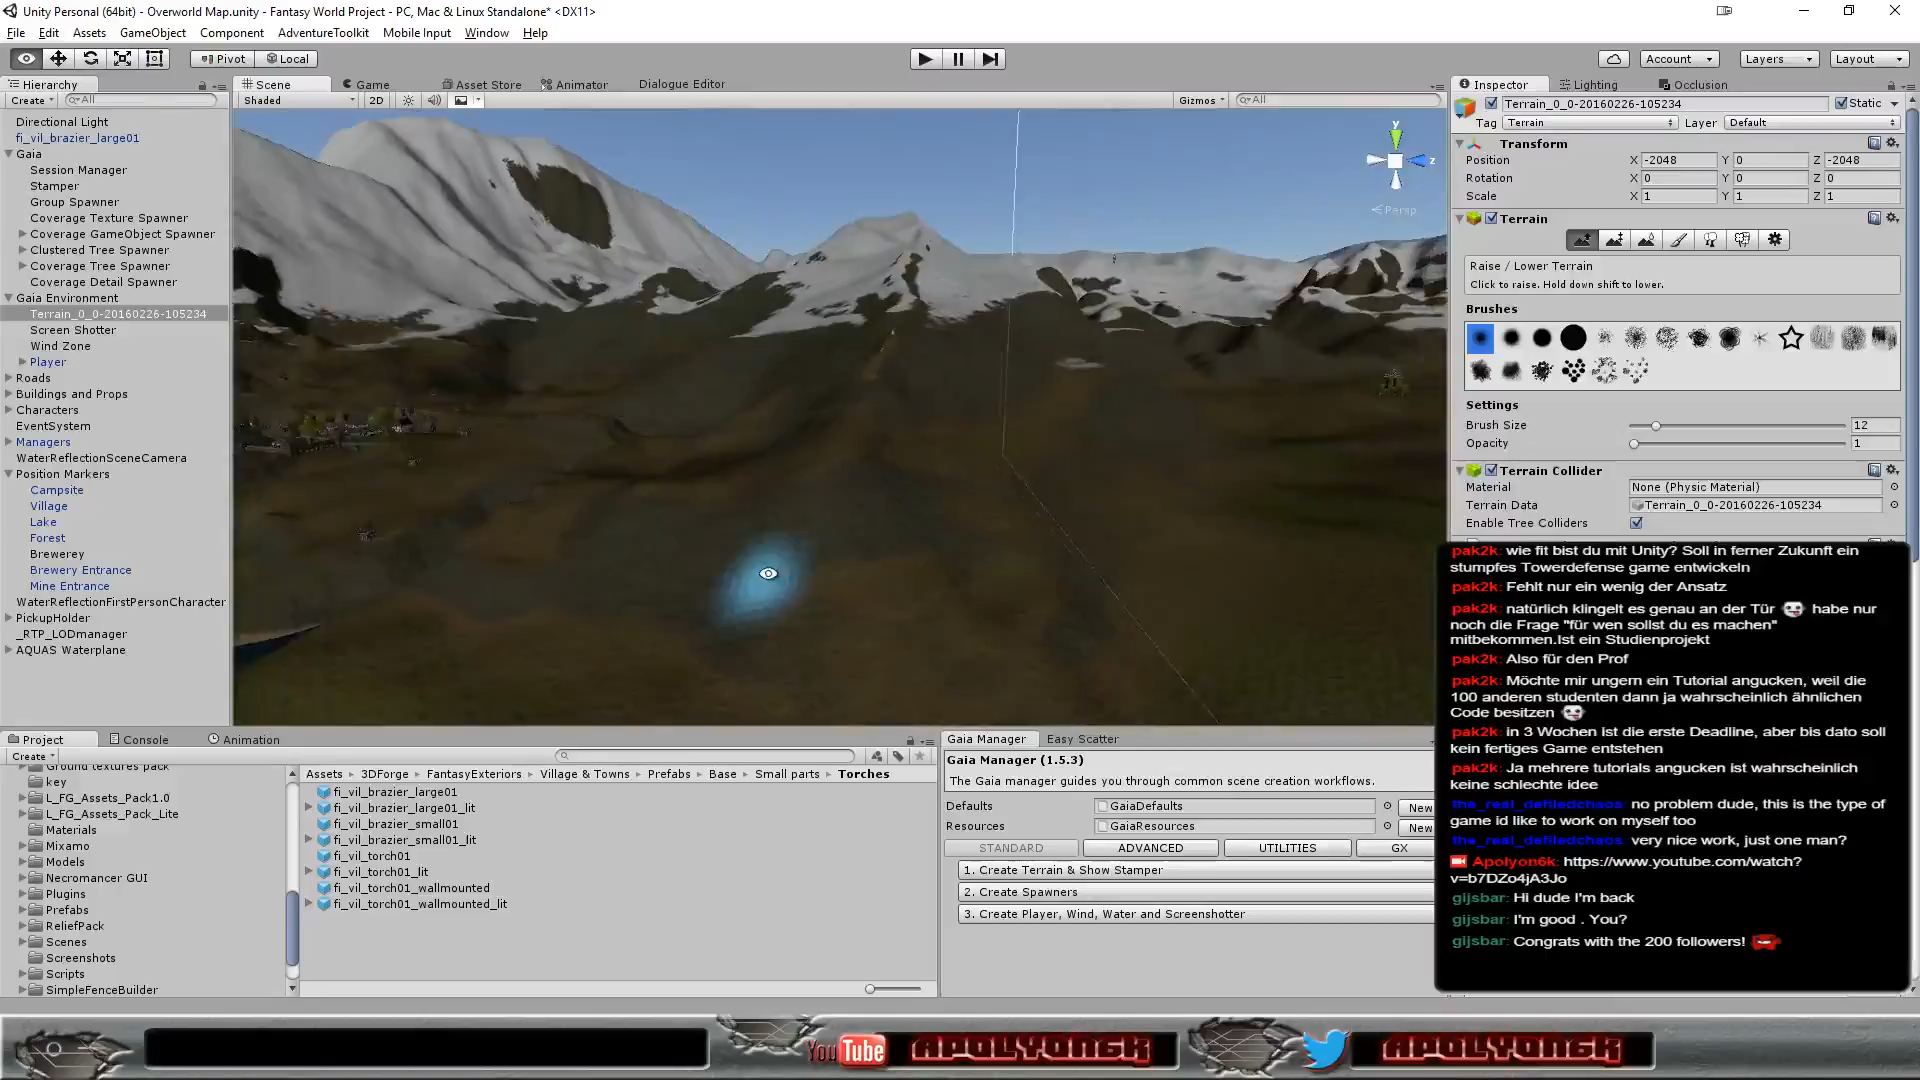 Unity Personal (64bit) - Overworld Map.unity - Fantasy World Project - PC, Mac & Linux Standalone* <DX11>
File Edit Assets GameObject Component AdventureToolkit Mobile Input Window Help
Pivot Local Account Layers Layout
Hierarchy
Create All
Directional Light
fi_vil_brazier_large01
Gaia
Session Manager
Stamper
Group Spawner
Coverage Texture Spawner
Coverage GameObject Spawner
Clustered Tree Spawner
Coverage Tree Spawner
Coverage Detail Spawner
Gaia Environment
Terrain_0_0-20160226-105234
Screen Shotter
Wind Zone
Player
Roads
Buildings and Props
Characters
EventSystem
Managers
WaterReflectionSceneCamera
Position Markers
Campsite
Village
Lake
Forest
Brewerey
Brewery Entrance
Mine Entrance
WaterReflectionFirstPersonCharacter
PickupHolder
_RTP_LODmanager
AQUAS Waterplane
Scene Game Asset Store Animator Dialogue Editor
Shaded 2D Gizmos All
y
z
Persp
Inspector Lighting Occlusion
Terrain_0_0-20160226-105234 Static
Tag Terrain Layer Default
Transform
Position X -2048 Y 0 Z -2048
Rotation X 0 Y 0 Z 0
Scale X 1 Y 1 Z 1
Terrain
Raise / Lower Terrain
Click to raise. Hold down shift to lower.
Brushes
Settings
Brush Size 12
Opacity 1
Terrain Collider
Material None (Physic Material)
Terrain Data Terrain_0_0-20160226-105234
Enable Tree Colliders
pak2k: wie fit bist du mit Unity? Soll in ferner Zukunft ein
stumpfes Towerdefense game entwickeln
pak2k: Fehlt nur ein wenig der Ansatz
pak2k: natürlich klingelt es genau an der Tür habe nur
noch die Frage "für wen sollst du es machen"
mitbekommen.Ist ein Studienprojekt
pak2k: Also für den Prof
pak2k: Möchte mir ungern ein Tutorial angucken, weil die
100 anderen studenten dann ja wahrscheinlich ähnlichen
Code besitzen
pak2k: in 3 Wochen ist die erste Deadline, aber bis dato soll
kein fertiges Game entstehen
pak2k: Ja mehrere tutorials angucken ist wahrscheinlich
keine schlechte idee
the_real_defiledchaos: no problem dude, this is the type of
game id like to work on myself too
the_real_defiledchaos: very nice work, just one man?
Apolyon6k: https://www.youtube.com/watch?
v=b7DZo4jA3Jo
gijsbar: Hi dude I'm back
gijsbar: I'm good . You?
gijsbar: Congrats with the 200 followers!
Project Console Animation
Create
Ground textures pack
key
L_FG_Assets_Pack1.0
L_FG_Assets_Pack_Lite
Materials
Mixamo
Models
Necromancer GUI
Plugins
Prefabs
ReliefPack
Scenes
Screenshots
Scripts
SimpleFenceBuilder
Assets 3DForge FantasyExteriors Village & Towns Prefabs Base Small parts Torches
fi_vil_brazier_large01
fi_vil_brazier_large01_lit
fi_vil_brazier_small01
fi_vil_brazier_small01_lit
fi_vil_torch01
fi_vil_torch01_lit
fi_vil_torch01_wallmounted
fi_vil_torch01_wallmounted_lit
Gaia Manager Easy Scatter
Gaia Manager (1.5.3)
The Gaia manager guides you through common scene creation workflows.
Defaults GaiaDefaults New
Resources GaiaResources New
STANDARD ADVANCED UTILITIES GX
1. Create Terrain & Show Stamper
2. Create Spawners
3. Create Player, Wind, Water and Screenshotter
YouTube APOLYON6K APOLYON6K